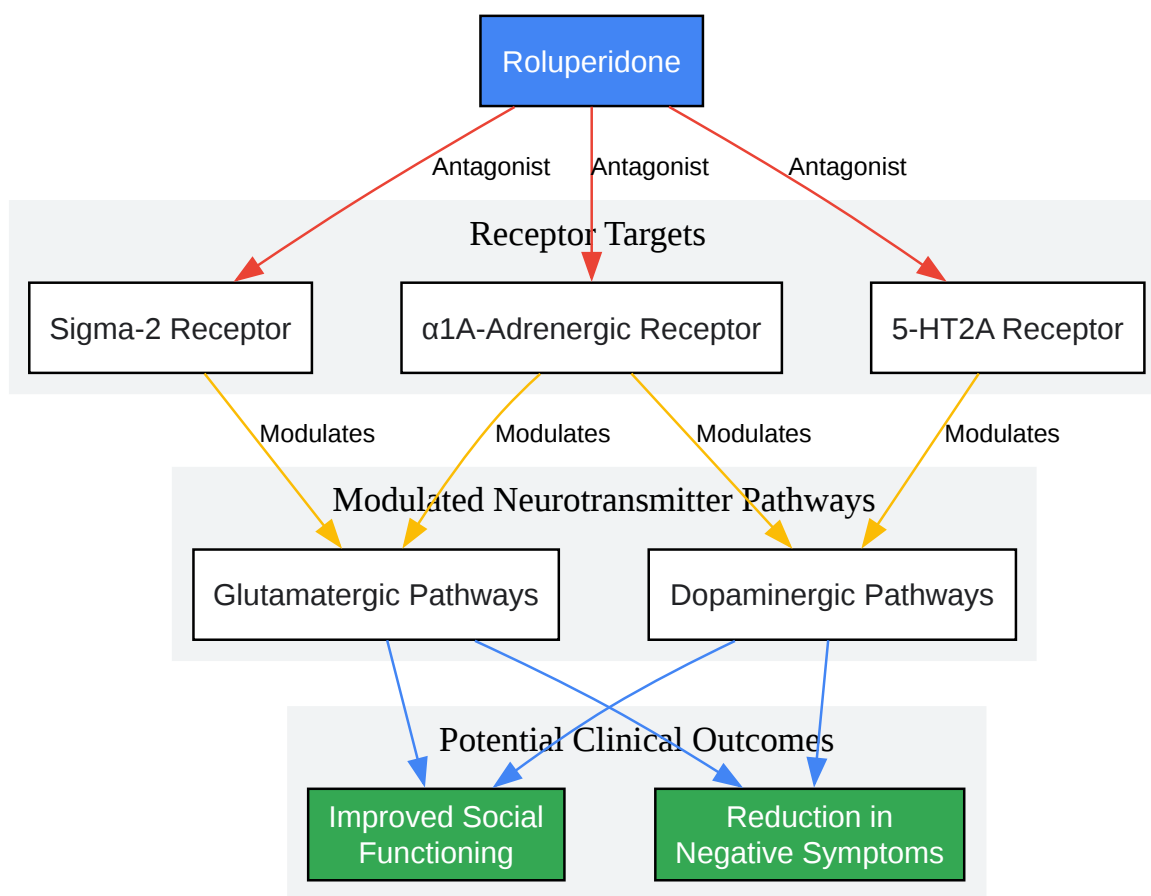 Roluperidone
Antagonist
Antagonist
Antagonist
Receptor Targets
Sigma-2 Receptor
α1A-Adrenergic Receptor
5-HT2A Receptor
Modulates
Modulates
Modulates
Modulates
Modulated Neurotransmitter Pathways
Glutamatergic Pathways
Dopaminergic Pathways
Potential Clinical Outcomes
Improved Social
Functioning
Reduction in
Negative Symptoms